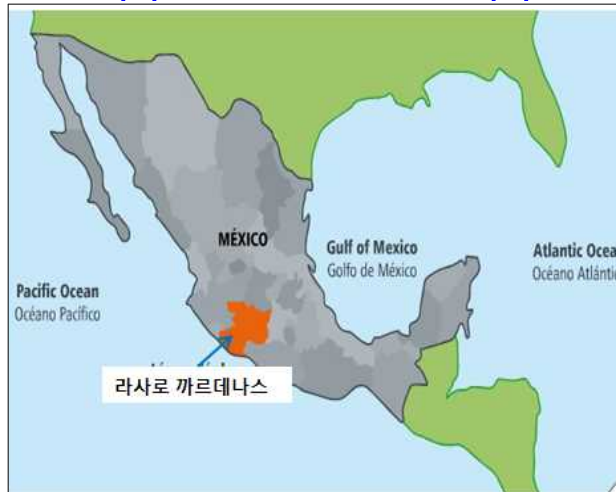 MÉXICO
Gulf of Mexico
Golfo de México
Atlantic Ocea
Océano Atlántic
Pacific Ocean
Océano Pacífico
라사로 까르데나스